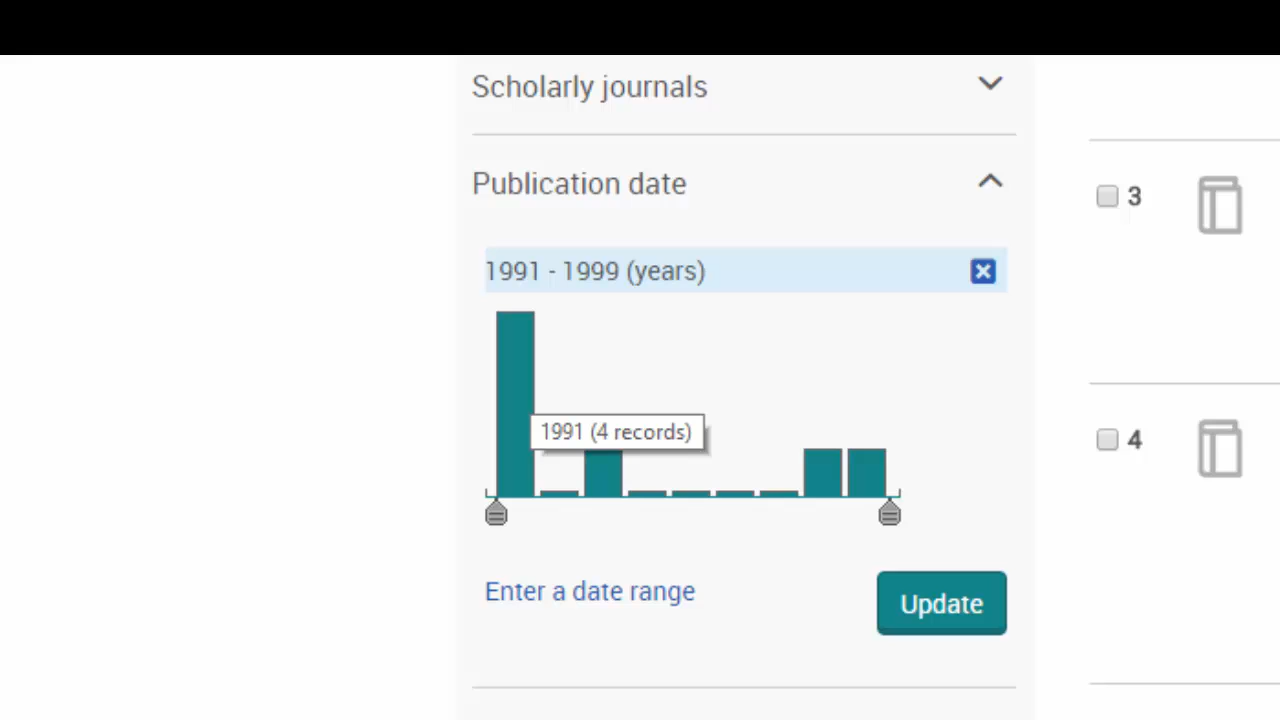 Scholarly journals
Publication date
1991 - 1999 (years)
1991 (4 records)
Enter a date range
Update
3
4